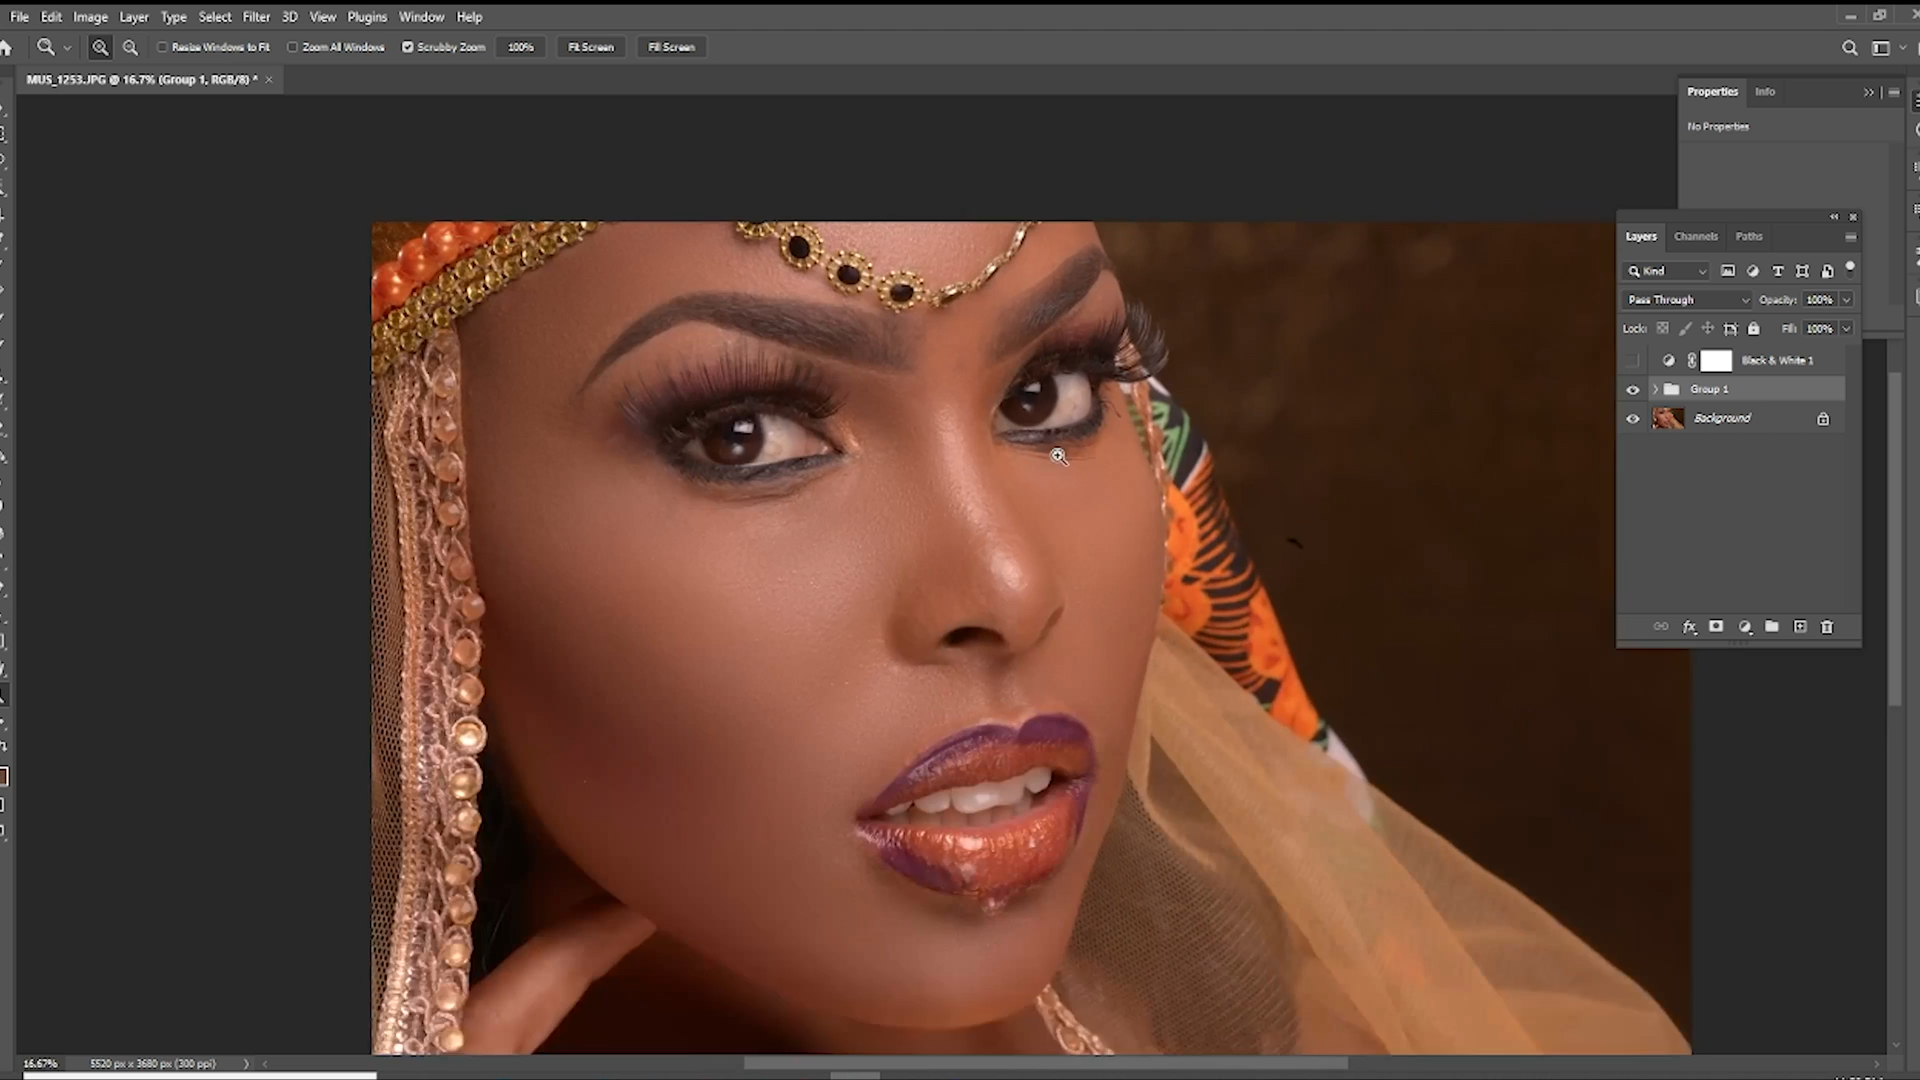 File Edit Image Layer Type Select Filter 3D View Plugins Window Help
Resize Windows to Fit Zoom All Windows Scrubby Zoom 100% Fit Screen Fill Screen
MUS_1253.JPG @ 16.7% (Group 1, RGB/8) * ×
Properties Info
No Properties
Layers Channels Paths
Kind
Pass Through Opacity: 100%
Lock: Fill: 100%
Black & White 1
Group 1
Background
16.67% 5520 px x 3680 px (300 ppi)